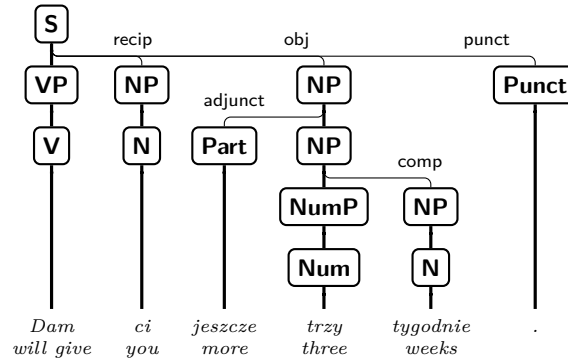 S
recip obj punct
VP NP NP Punct
adjunct
V N Part NP
comp
NumP NP
Num N
Dam ci jeszcze trzy tygodnie .
will give you more three weeks